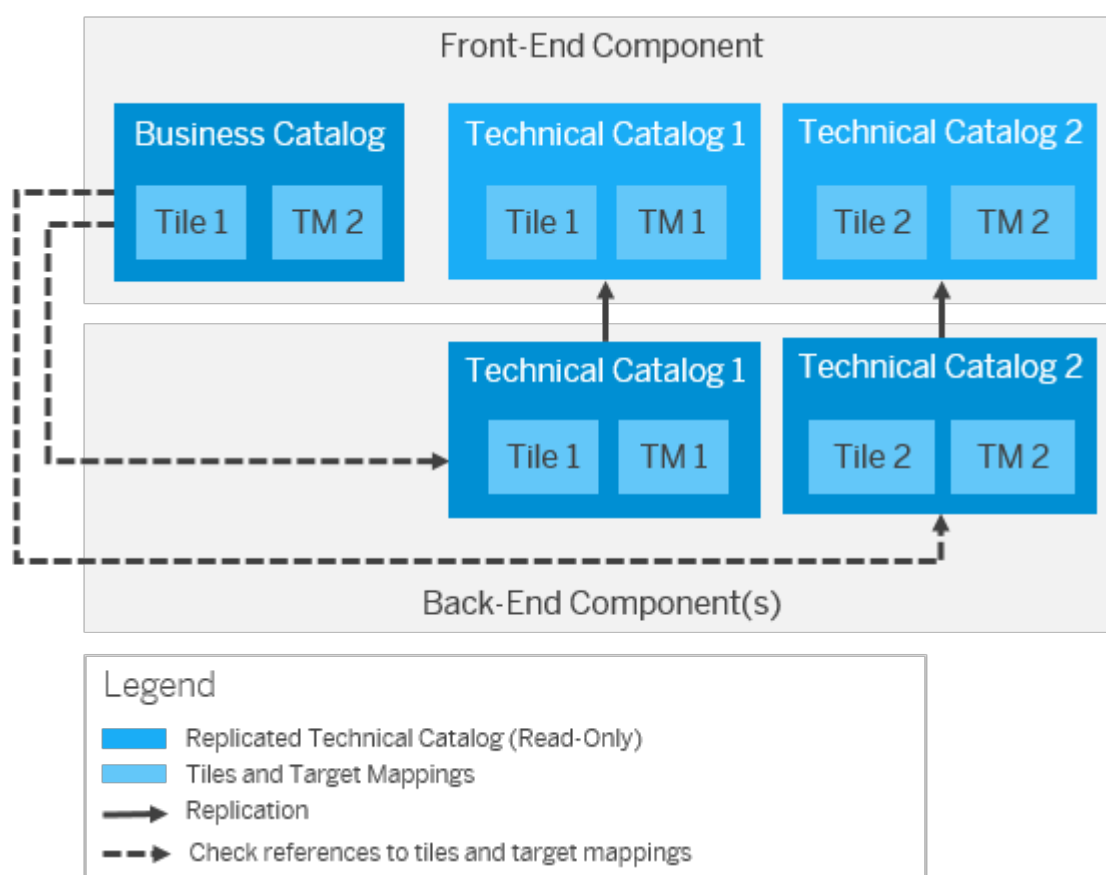 Front-End Component
Business Catalog
Tile 1
TM 2
Technical Catalog 1
Tile 1
TM 1
Technical Catalog 2
Tile 2
TM 2
Technical Catalog 1
Tile 1
TM 1
Technical Catalog 2
Tile 2
TM 2
Back-End Component(s)
Legend
Replicated Technical Catalog (Read-Only)
Tiles and Target Mappings
Replication
Check references to tiles and target mappings